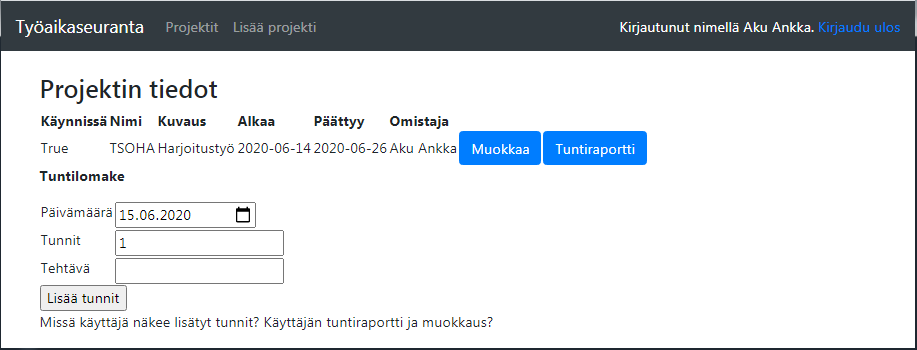 Työaikaseuranta Projektit Lisää projekti Kirjautunut nimellä Aku Ankka. Kirjaudu ulos
Projektin tiedot
Käynnissä Nimi Kuvaus Alkaa Päättyy Omistaja
True TSOHA Harjoitustyö 2020-06-14 2020-06-26 Aku Ankka Muokkaa Tuntiraportti
Tuntilomake
Päivämäärä 15.06.2020
Tunnit 1
Tehtävä
Lisää tunnit
Missä käyttäjä näkee lisätyt tunnit? Käyttäjän tuntiraportti ja muokkaus?